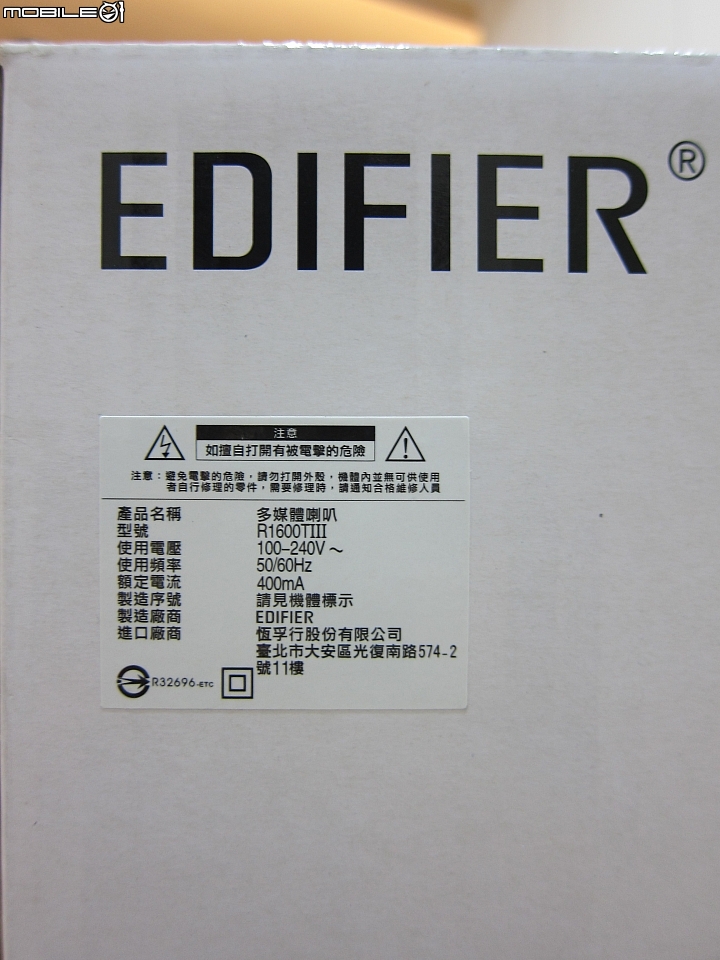 MOBILE01
EDIFIER®
注意
如擅自打開有被電擊的危險
注意：避免電擊的危險，請勿打開外殼，機體內並無可供使用
者自行修理的零件，需要修理時，請通知合格維修人員
產品名稱 多媒體喇叭
型號 R1600TIII
使用電壓 100-240V～
使用頻率 50/60Hz
額定電流 400mA
製造序號 請見機體標示
製造廠商 EDIFIER
進口廠商 恆孚行股份有限公司
臺北市大安區光復南路574-2
號11樓
R32696-ETC